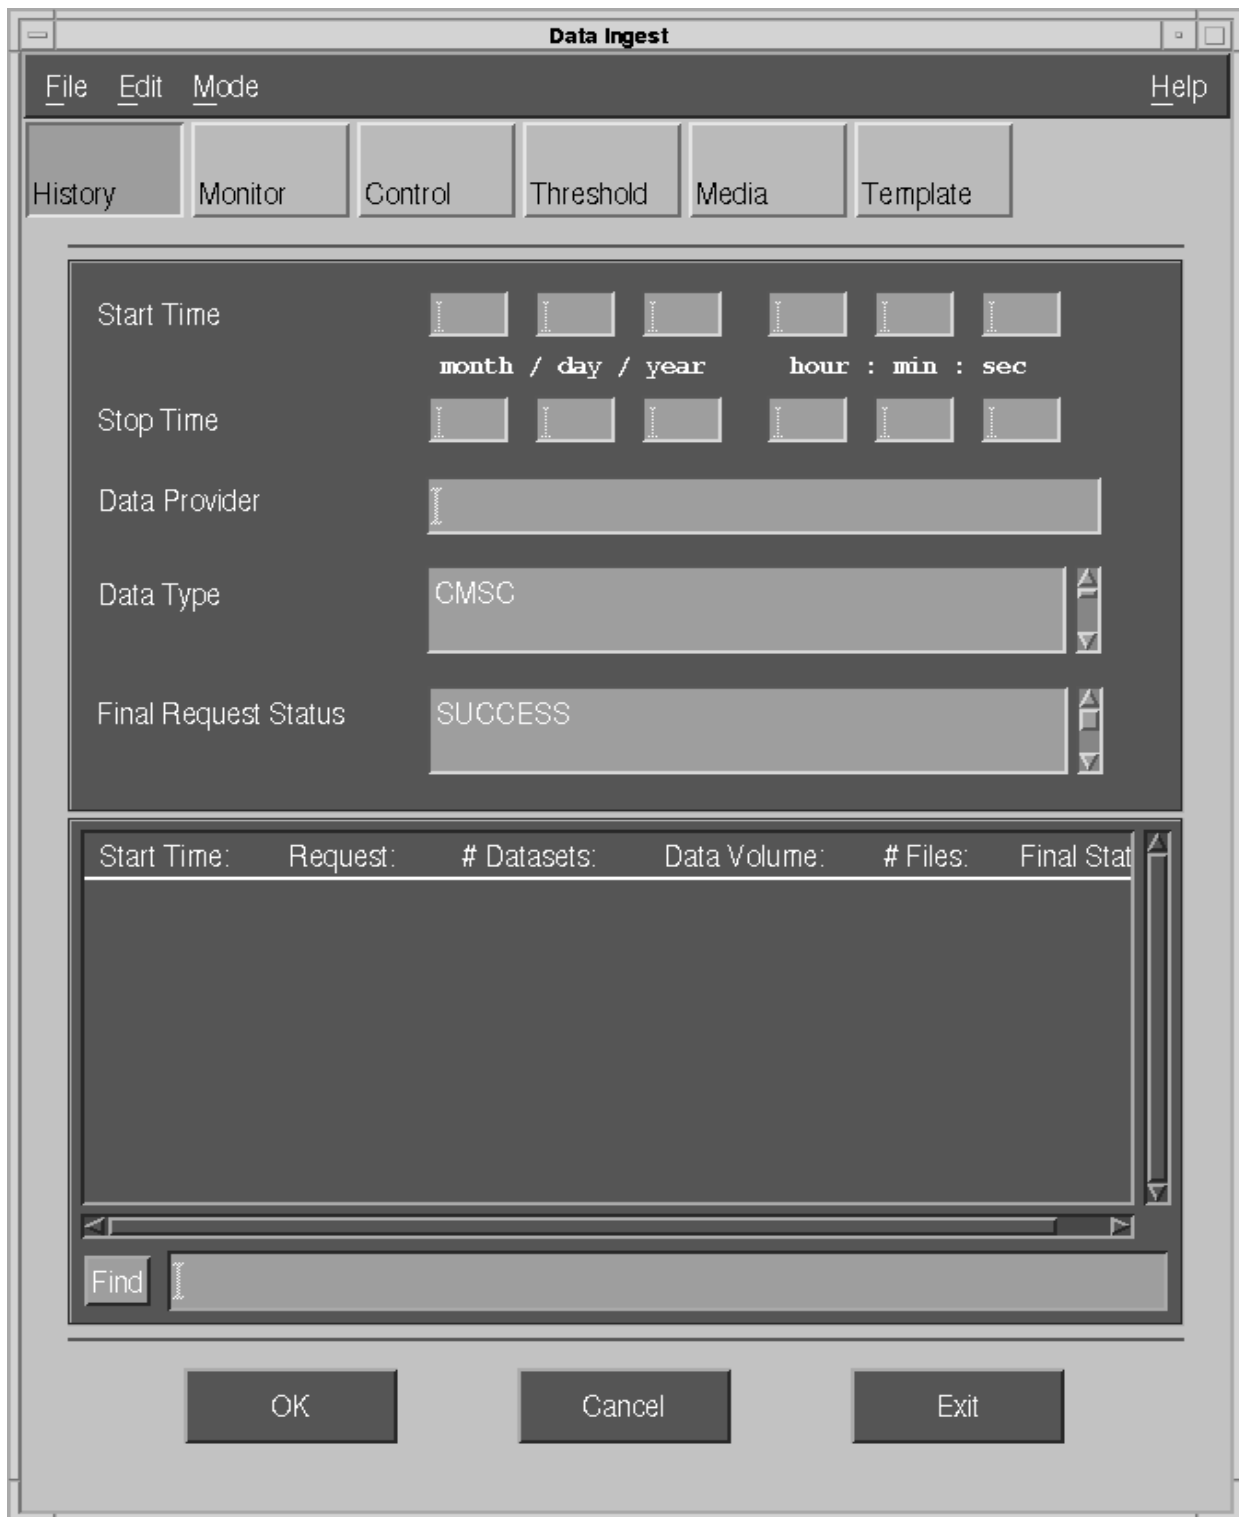 Data Ingest
File Edit Mode Help
History Monitor Control Threshold Media Template
Start Time
month / day / year hour : min : sec
Stop Time
Data Provider
Data Type CMSC
Final Request Status SUCCESS
Start Time: Request: # Datasets: Data Volume: # Files: Final Stat
Find
OK Cancel Exit